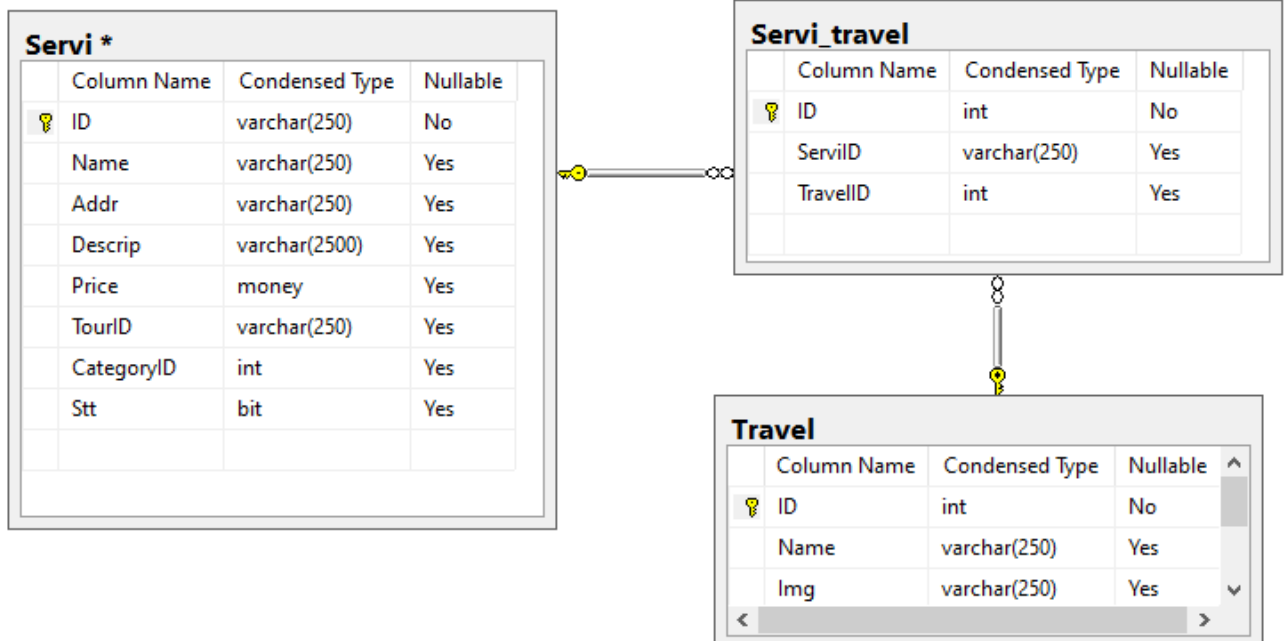 Servi *
Column Name Condensed Type Nullable
ID varchar(250) No
Name varchar(250) Yes
Addr varchar(250) Yes
Descrip varchar(2500) Yes
Price money Yes
TourID varchar(250) Yes
CategoryID int Yes
Stt bit Yes
Servi_travel
Column Name Condensed Type Nullable
ID int No
ServiID varchar(250) Yes
TravelID int Yes
Travel
Column Name Condensed Type Nullable
ID int No
Name varchar(250) Yes
Img varchar(250) Yes